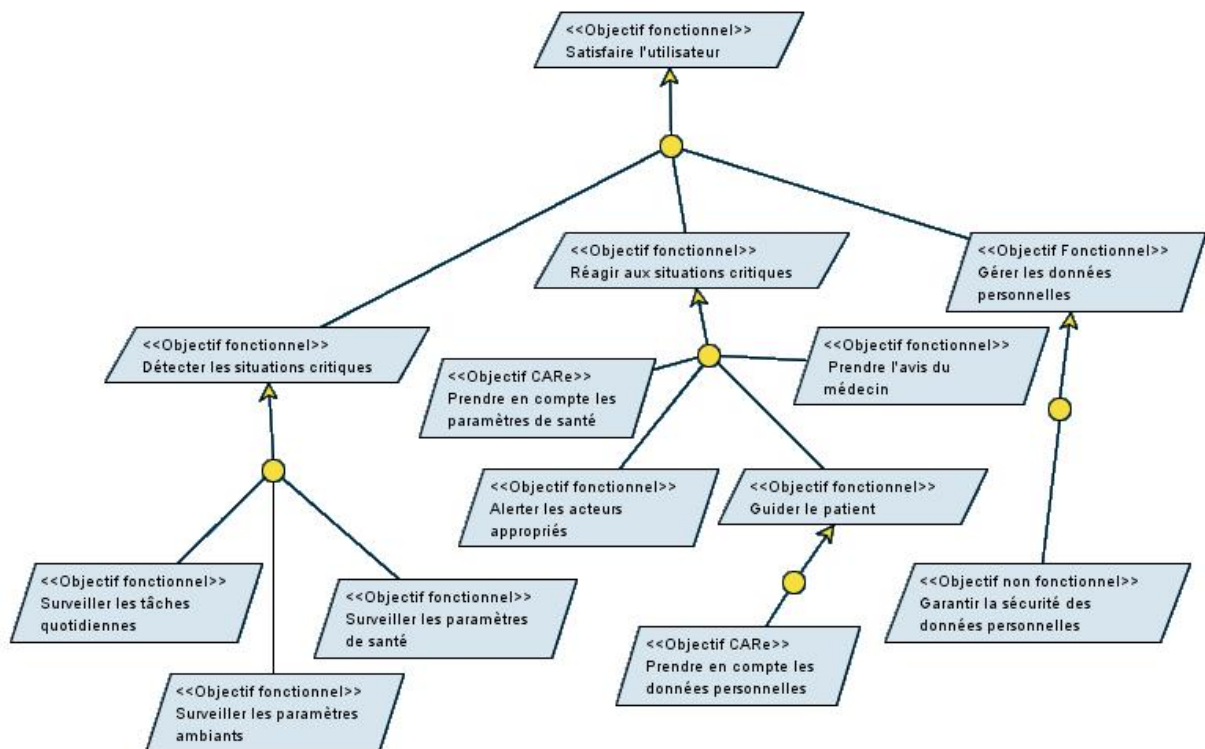 <<Objectif fonctionnel>>
Satisfaire l'utilisateur
<<Objectif fonctionnel>>
Réagir aux situations critiques
<<Objectif Fonctionnel>>
Gérer les données
personnelles
<<Objectif fonctionnel>>
Détecter les situations critiques
<<Objectif CARe>>
Prendre en compte les
paramètres de santé
<<Objectif fonctionnel>>
Prendre l'avis du
médecin
<<Objectif fonctionnel>>
Alerter les acteurs
appropriés
<<Objectif fonctionnel>>
Guider le patient
<<Objectif fonctionnel>>
Surveiller les tâches
quotidiennes
<<Objectif fonctionnel>>
Surveiller les paramètres
de santé
<<Objectif non fonctionnel>>
Garantir la sécurité des
données personnelles
<<Objectif CARe>>
Prendre en compte les
données personnelles
<<Objectif fonctionnel>>
Surveiller les paramètres
ambiants